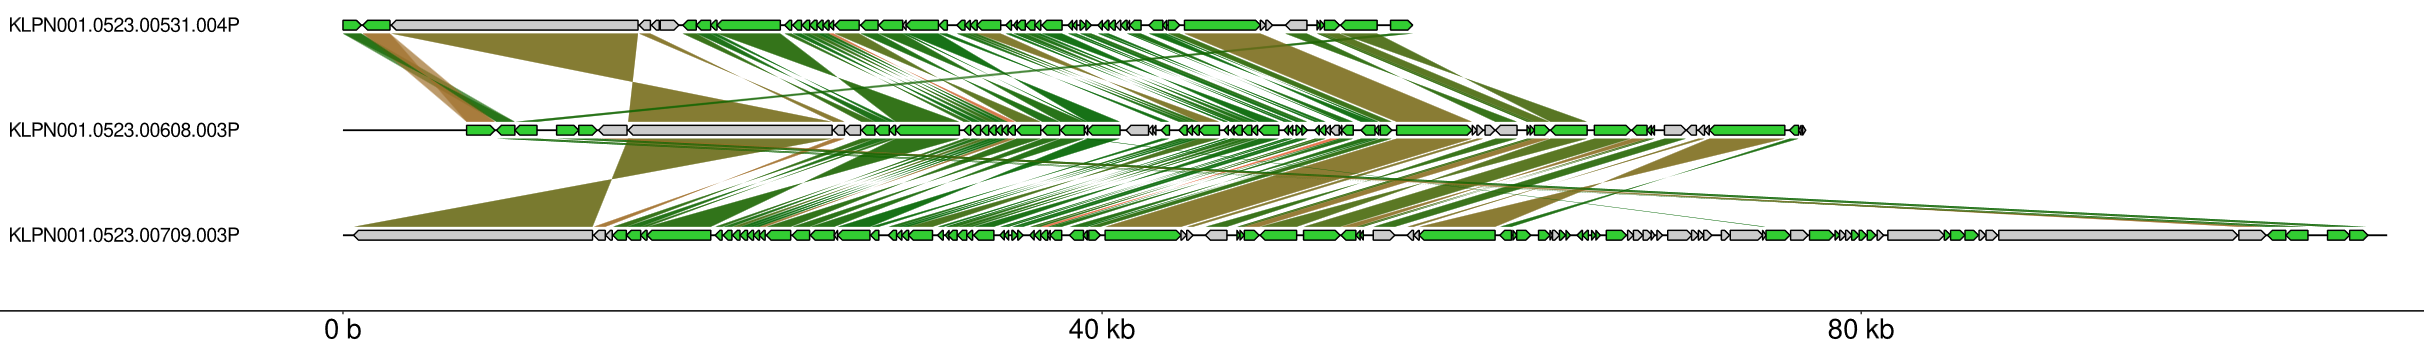 KLPN001.0523.00531.004P
KLPN001.0523.00608.003P
KLPN001.0523.00709.003P
0 b 40 kb 80 kb